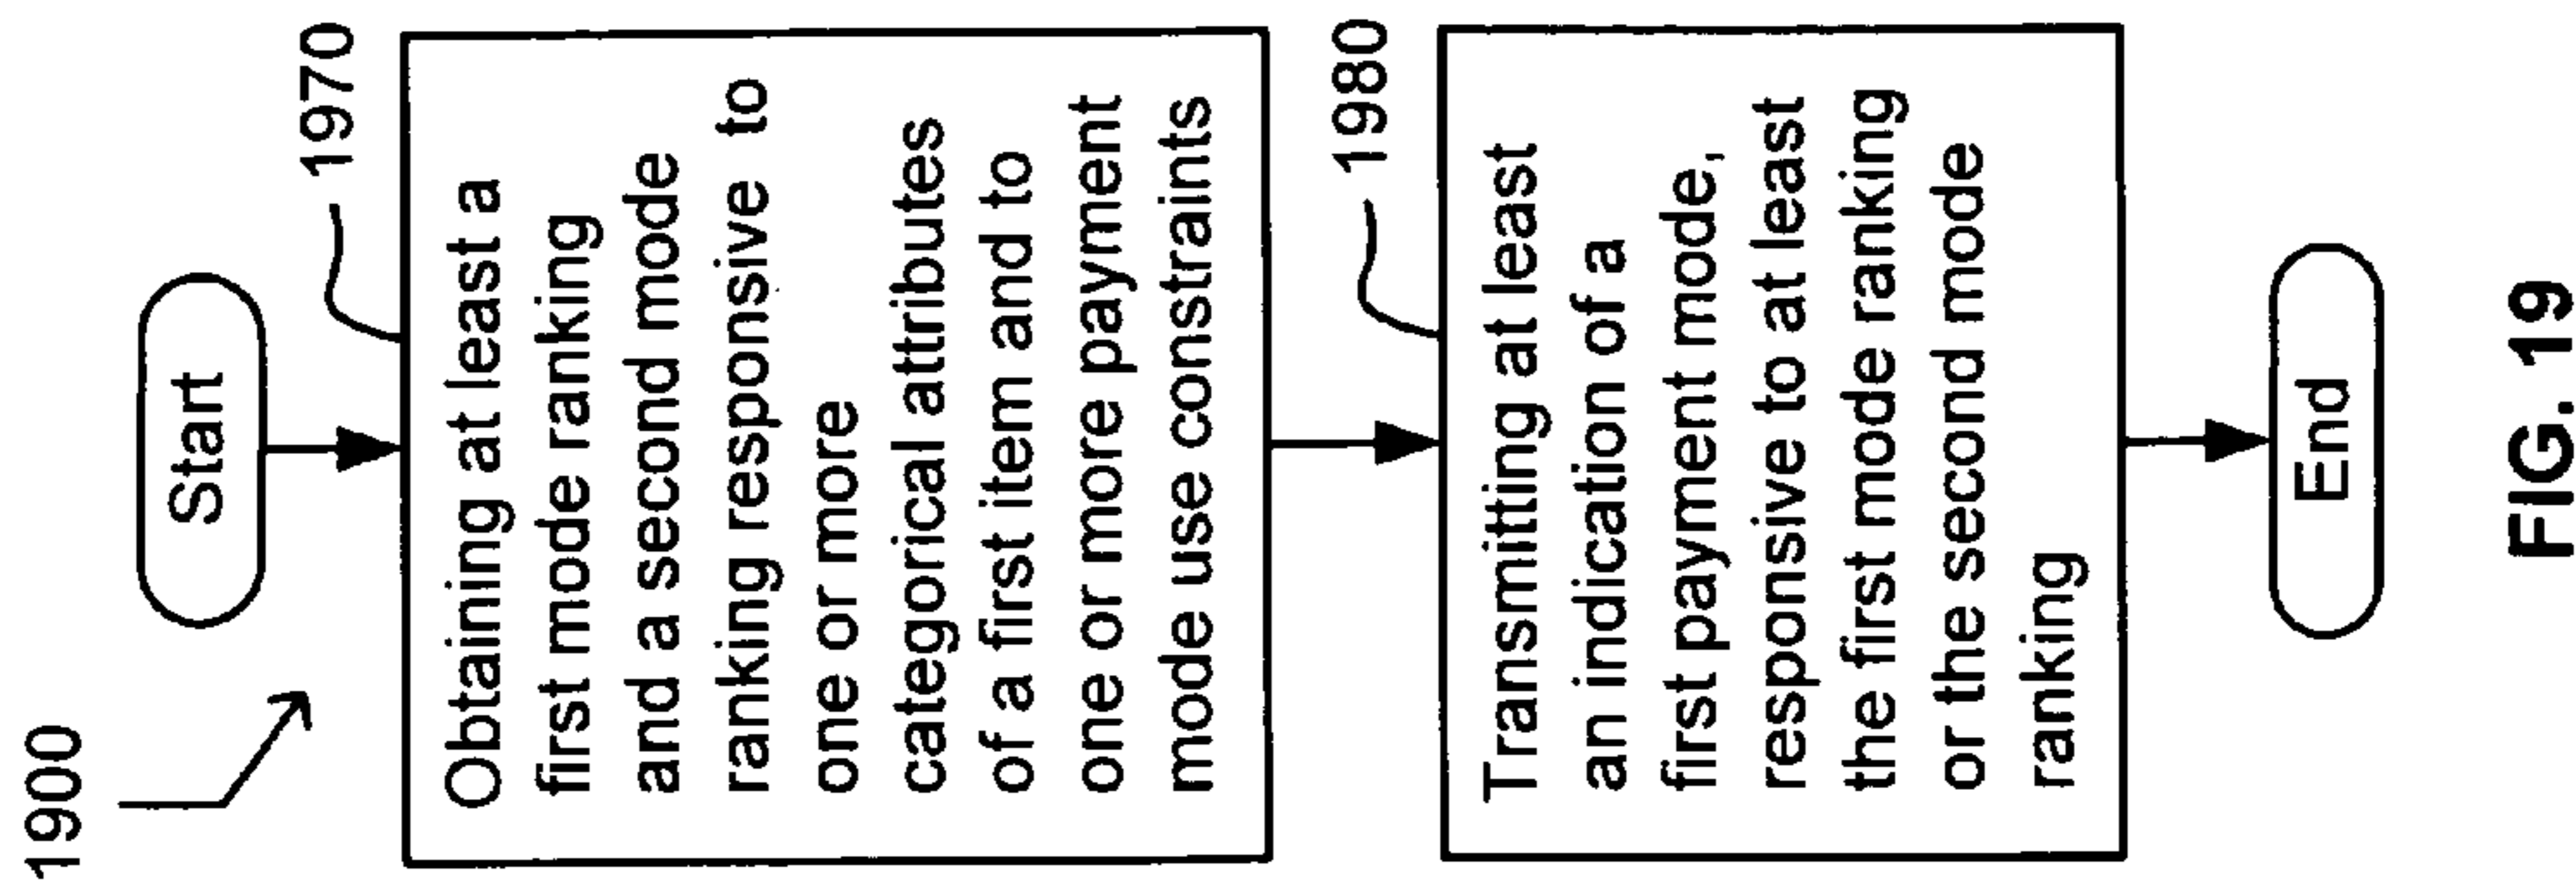 1900
Start
1970
Obtaining at least a
first mode ranking
and a second mode
ranking responsive to
one or more
categorical attributes
of a first item and to
one or more payment
mode use constraints
1980
Transmitting at least
an indication of a
first payment mode,
responsive to at least
the first mode ranking
or the second mode
ranking
End
FIG. 19